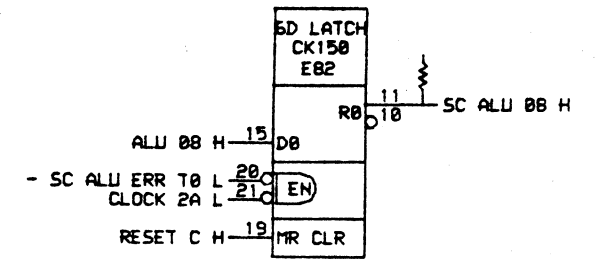 6D LATCH
CK150
E82
11
R0 10 SC ALU 08 H
ALU 08 H 15 D0
- SC ALU ERR T0 L 20
21 EN
CLOCK 2A L
RESET C H 19 MR CLR